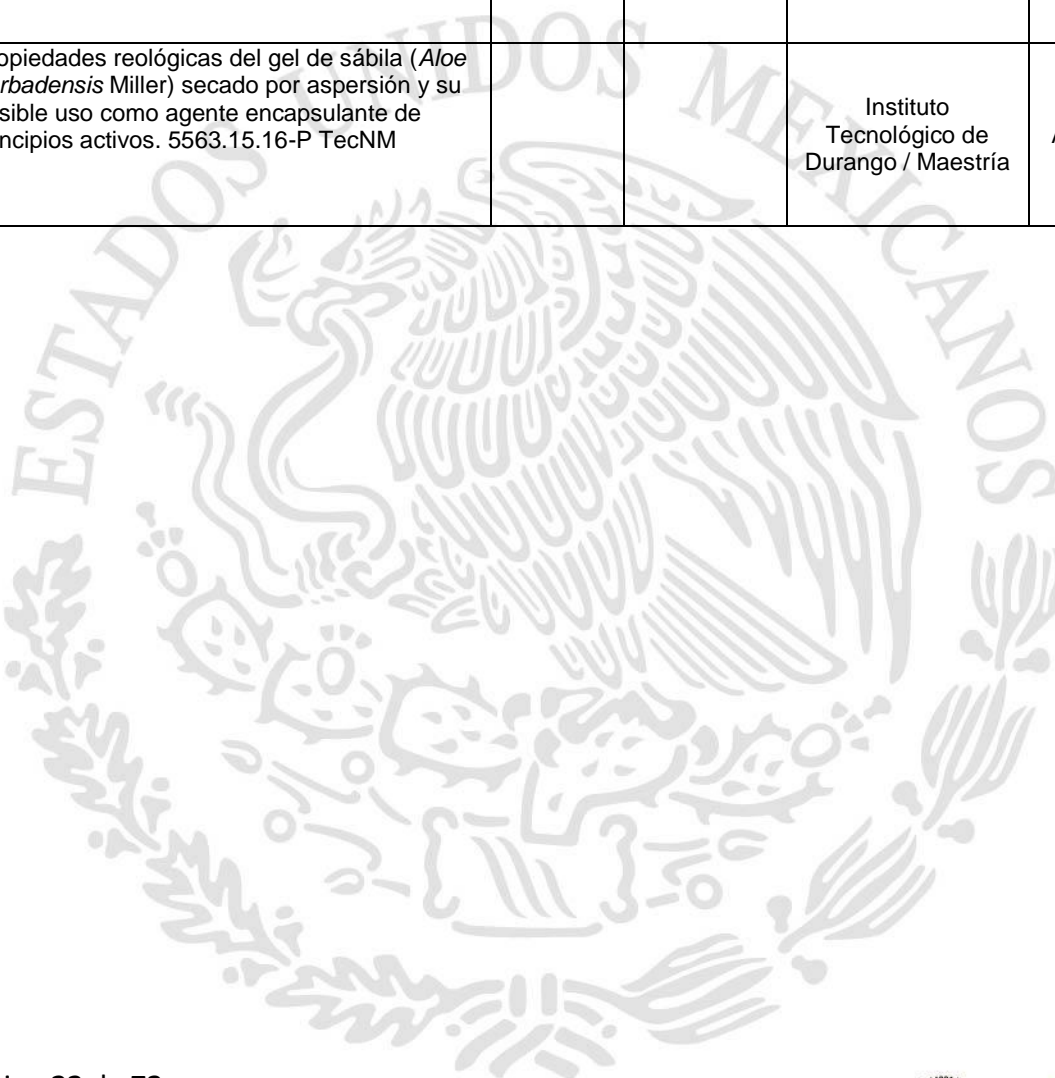 opiedades reológicas del gel de sábila (Aloe
rbadensis Miller) secado por aspersión y su
sible uso como agente encapsulante de
ncipios activos. 5563.15.16-P TecNM
Instituto
Tecnológico de
Durango / Maestría
ESTADOS UNIDOS MEXICANOS